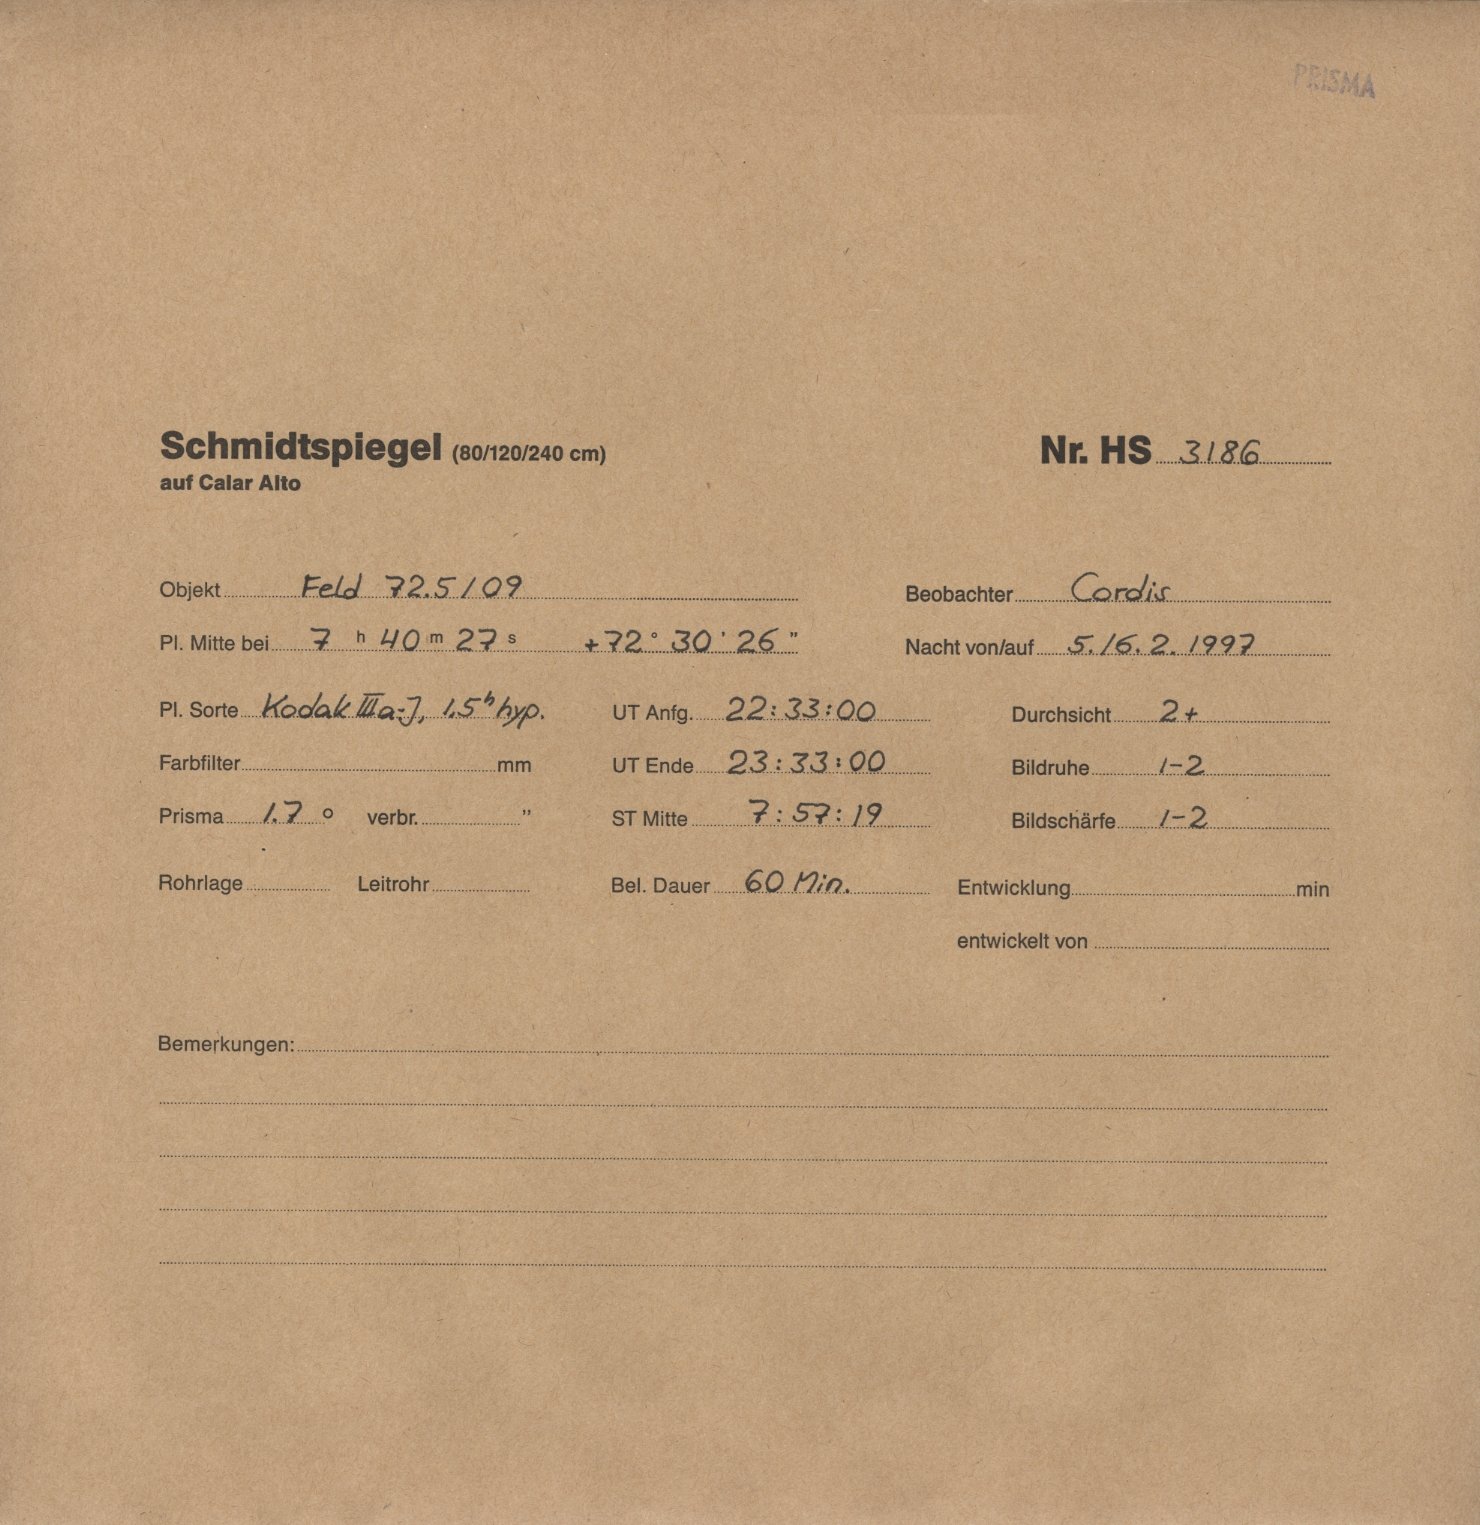 PRISMA
Schmidtspiegel (80/120/240 cm)
auf Calar Alto
Nr. HS 3186
Objekt Feld 72.5/09
Beobachter Cordis
Pl. Mitte bei 7 h 40 m 27 s +72° 30' 26"
Nacht von/auf 5./6.2.1997
Pl. Sorte Kodak IIIa-J, 1.5h hyp.
UT Anfg. 22:33:00
Durchsicht 2+
Farbfilter mm
UT Ende 23:33:00
Bildruhe 1-2
Prisma 1.7 ° verbr. "
ST Mitte 7:57:19
Bildschärfe 1-2
Rohrlage Leitrohr
Bel. Dauer 60 Min.
Entwicklung min
entwickelt von
Bemerkungen: